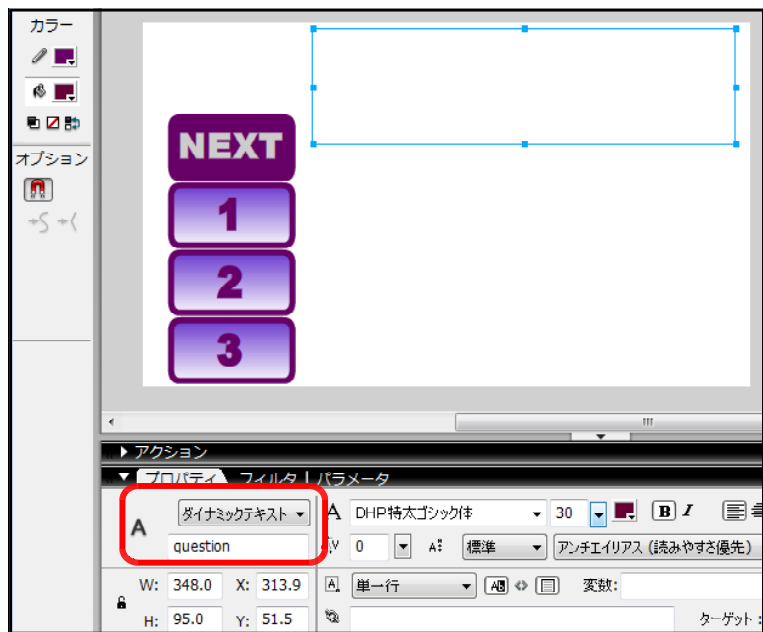 カラー
オプション
NEXT
1
2
3
アクション
プロパティ フィルタ パラメータ
A ダイナミックテキスト A DHP特太ゴシック体 30 B I
question A/V 0 標準 アンチエイリアス (読みやすさ優先)
W: 348.0 X: 313.9 A 単一行 AB 変数:
H: 95.0 Y: 51.5 ターゲット: